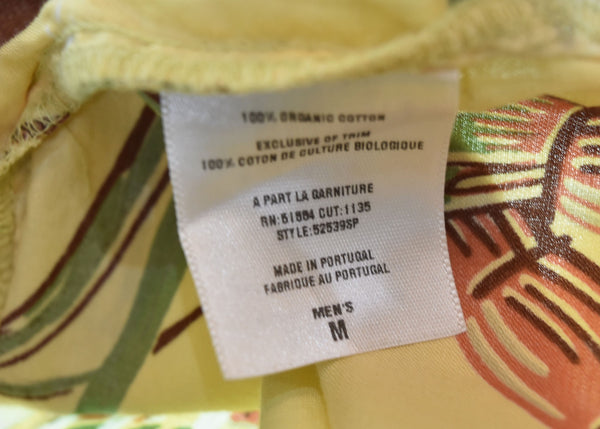 100% ORGANIC COTTON
EXCLUSIVE OF TRIM
100% COTON DE CULTURE BIOLOGIQUE
A PART LA GARNITURE
RN:51884 CUT:1135
STYLE:52539SP
MADE IN PORTUGAL
FABRIQUE AU PORTUGAL
MEN'S
M